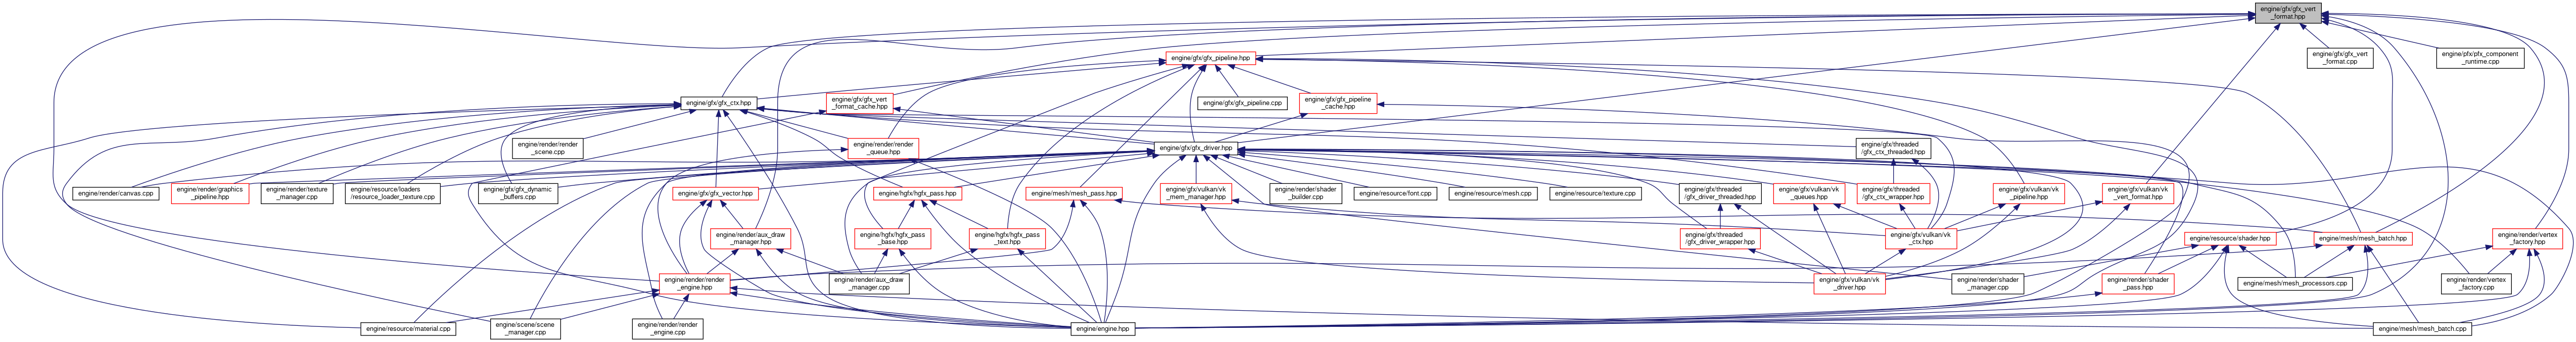 engine/gfx/gfx_vert
_format.hpp
engine/gfx/gfx_pipeline.hpp
engine/gfx/gfx_vert
_format.cpp
engine/pfx/pfx_component
_runtime.cpp
engine/gfx/gfx_ctx.hpp
engine/gfx/gfx_vert
_format_cache.hpp
engine/gfx/gfx_pipeline.cpp
engine/gfx/gfx_pipeline
_cache.hpp
engine/render/render
_scene.cpp
engine/render/render
_queue.hpp
engine/gfx/gfx_driver.hpp
engine/gfx/threaded
/gfx_ctx_threaded.hpp
engine/render/canvas.cpp
engine/render/graphics
_pipeline.hpp
engine/render/texture
_manager.cpp
engine/resource/loaders
/resource_loader_texture.cpp
engine/gfx/gfx_dynamic
_buffers.cpp
engine/gfx/gfx_vector.hpp
engine/hgfx/hgfx_pass.hpp
engine/mesh/mesh_pass.hpp
engine/gfx/vulkan/vk
_mem_manager.hpp
engine/render/shader
_builder.cpp
engine/resource/font.cpp
engine/resource/mesh.cpp
engine/resource/texture.cpp
engine/gfx/threaded
/gfx_driver_threaded.hpp
engine/gfx/vulkan/vk
_queues.hpp
engine/gfx/threaded
/gfx_ctx_wrapper.hpp
engine/gfx/vulkan/vk
_pipeline.hpp
engine/gfx/vulkan/vk
_vert_format.hpp
engine/render/aux_draw
_manager.hpp
engine/hgfx/hgfx_pass
_base.hpp
engine/hgfx/hgfx_pass
_text.hpp
engine/gfx/threaded
/gfx_driver_wrapper.hpp
engine/gfx/vulkan/vk
_ctx.hpp
engine/resource/shader.hpp
engine/mesh/mesh_batch.hpp
engine/render/vertex
_factory.hpp
engine/render/render
_engine.hpp
engine/render/aux_draw
_manager.cpp
engine/gfx/vulkan/vk
_driver.hpp
engine/render/shader
_manager.cpp
engine/render/shader
_pass.hpp
engine/mesh/mesh_processors.cpp
engine/render/vertex
_factory.cpp
engine/resource/material.cpp
engine/scene/scene
_manager.cpp
engine/render/render
_engine.cpp
engine/engine.hpp
engine/mesh/mesh_batch.cpp